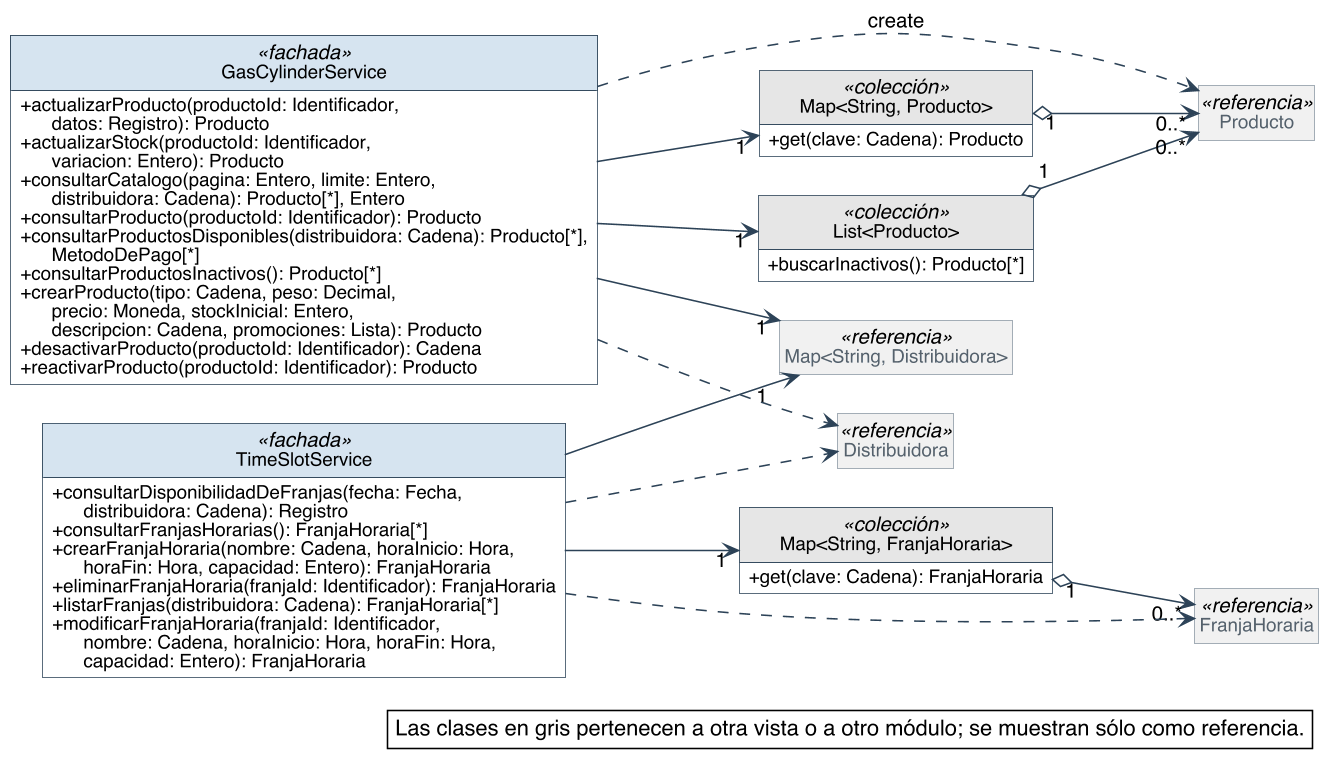 create
«fachada»
GasCylinderService
+actualizarProducto(productoId: Identificador,
datos: Registro): Producto
+actualizarStock(productoId: Identificador,
variacion: Entero): Producto
+consultarCatalogo(pagina: Entero, limite: Entero,
distribuidora: Cadena): Producto[*], Entero
+consultarProducto(productoId: Identificador): Producto
+consultarProductosDisponibles(distribuidora: Cadena): Producto[*],
MetodoDePago[*]
+consultarProductosInactivos(): Producto[*]
+crearProducto(tipo: Cadena, peso: Decimal,
precio: Moneda, stockInicial: Entero,
descripcion: Cadena, promociones: Lista): Producto
+desactivarProducto(productoId: Identificador): Cadena
+reactivarProducto(productoId: Identificador): Producto
«colección»
Map<String, Producto>
+get(clave: Cadena): Producto
1
1
0..*
«referencia»
Producto
0..*
1
«colección»
List<Producto>
+buscarInactivos(): Producto[*]
1
1
«referencia»
Map<String, Distribuidora>
1
«referencia»
Distribuidora
«fachada»
TimeSlotService
+consultarDisponibilidadDeFranjas(fecha: Fecha,
distribuidora: Cadena): Registro
+consultarFranjasHorarias(): FranjaHoraria[*]
+crearFranjaHoraria(nombre: Cadena, horaInicio: Hora,
horaFin: Hora, capacidad: Entero): FranjaHoraria
+eliminarFranjaHoraria(franjaId: Identificador): FranjaHoraria
+listarFranjas(distribuidora: Cadena): FranjaHoraria[*]
+modificarFranjaHoraria(franjaId: Identificador,
nombre: Cadena, horaInicio: Hora, horaFin: Hora,
capacidad: Entero): FranjaHoraria
«colección»
Map<String, FranjaHoraria>
+get(clave: Cadena): FranjaHoraria
1
1
0..*
«referencia»
FranjaHoraria
Las clases en gris pertenecen a otra vista o a otro módulo; se muestran sólo como referencia.